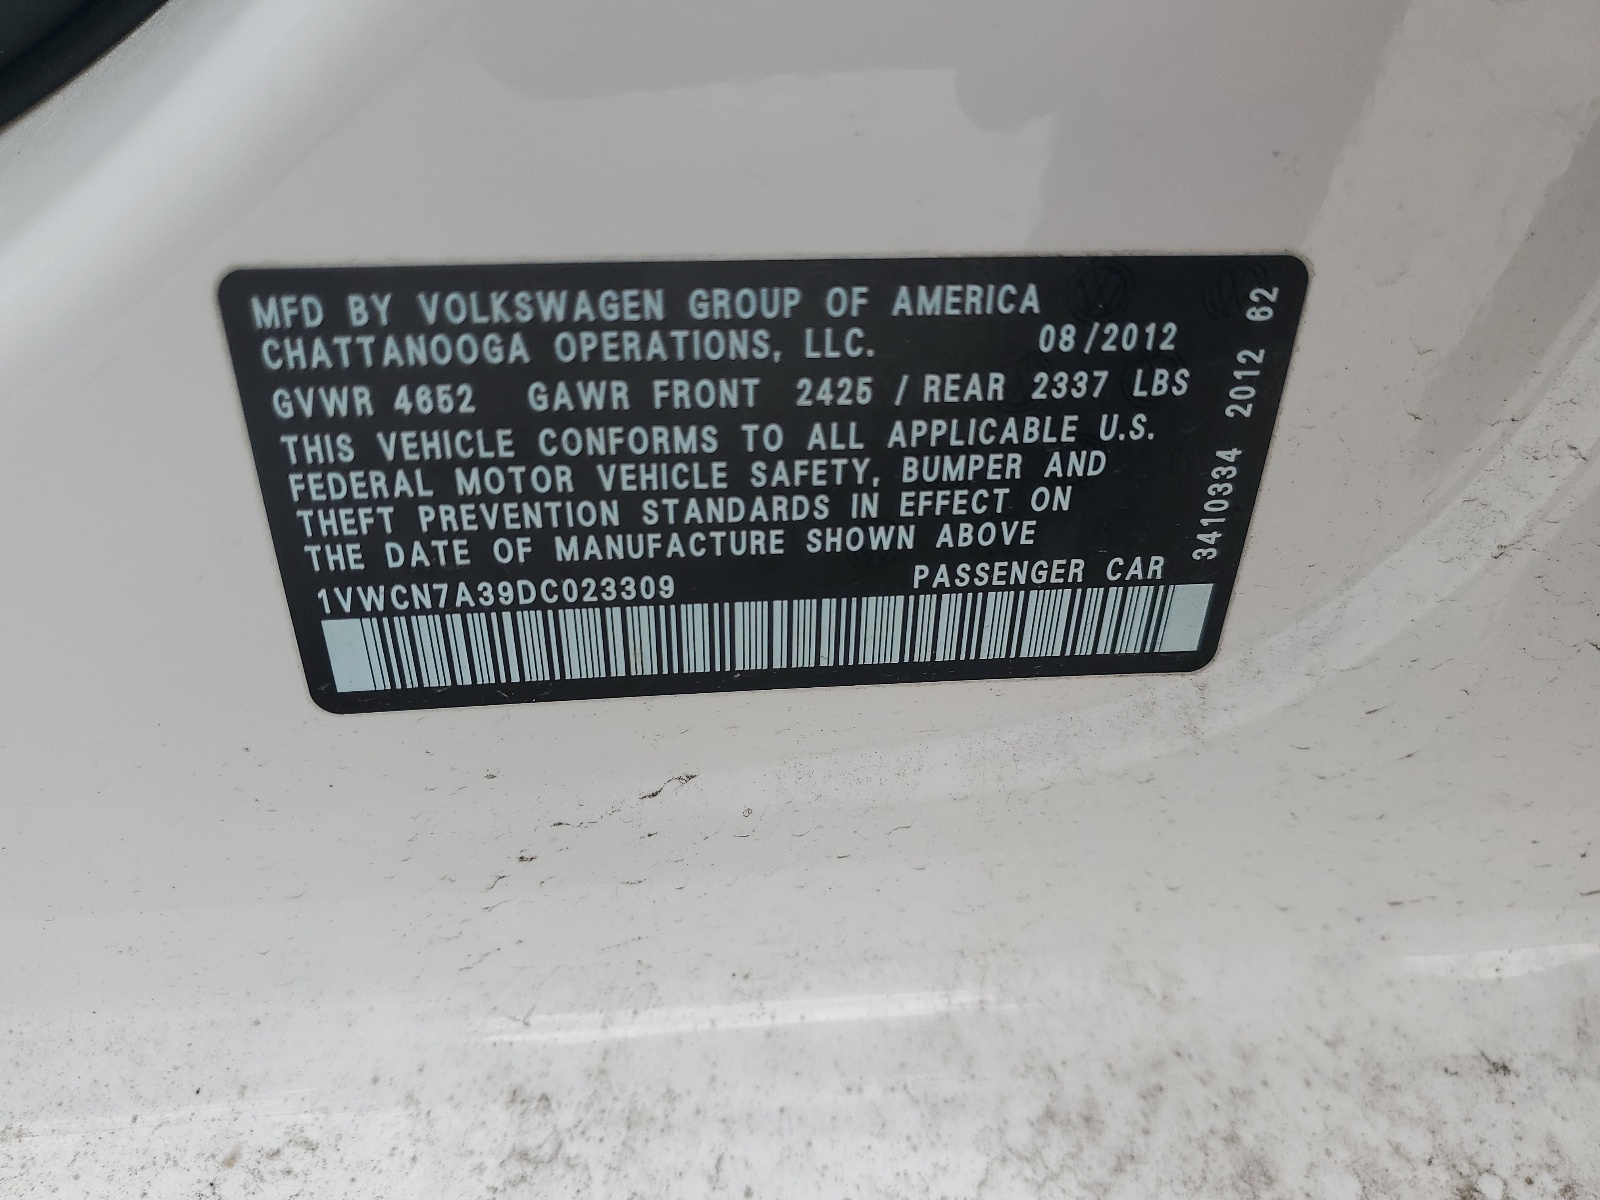 MFD BY VOLKSWAGEN GROUP OF AMERICA
CHATTANOOGA OPERATIONS, LLC. 08/2012
GVWR 4652 GAWR FRONT 2425 / REAR 2337 LBS
THIS VEHICLE CONFORMS TO ALL APPLICABLE U.S.
FEDERAL MOTOR VEHICLE SAFETY, BUMPER AND
THEFT PREVENTION STANDARDS IN EFFECT ON
THE DATE OF MANUFACTURE SHOWN ABOVE
1VWCN7A39DC023309 PASSENGER CAR
3410334 2012 62